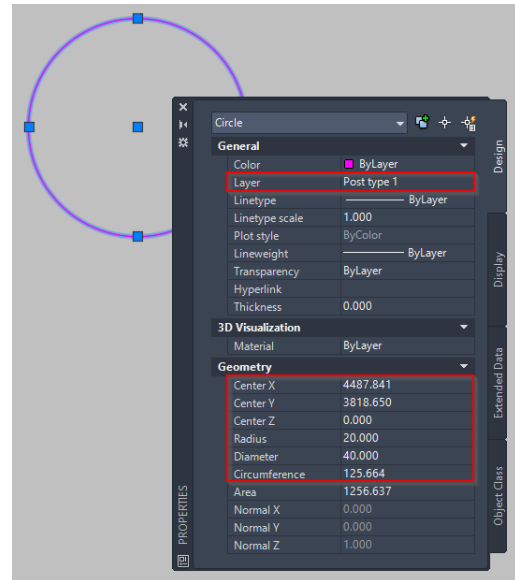 Circle
General
Color ByLayer
Layer Post type 1
Linetype ByLayer
Linetype scale 1.000
Plot style ByColor
Lineweight ByLayer
Transparency ByLayer
Hyperlink
Thickness 0.000
3D Visualization
Material ByLayer
Geometry
Center X 4487.841
Center Y 3818.650
Center Z 0.000
Radius 20.000
Diameter 40.000
Circumference 125.664
Area 1256.637
Normal X 0.000
Normal Y 0.000
Normal Z 1.000
PROPERTIES
Design
Display
Extended Data
Object Class